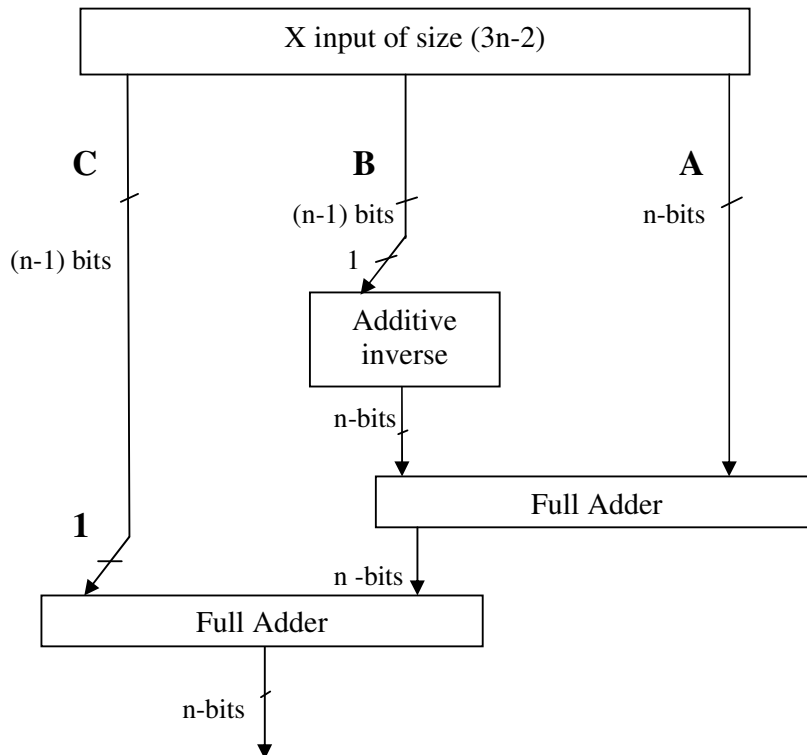 X input of size (3n-2)
C
B
A
(n-1) bits
n-bits
(n-1) bits
1
Additive
inverse
n-bits
Full Adder
1
n -bits
Full Adder
n-bits